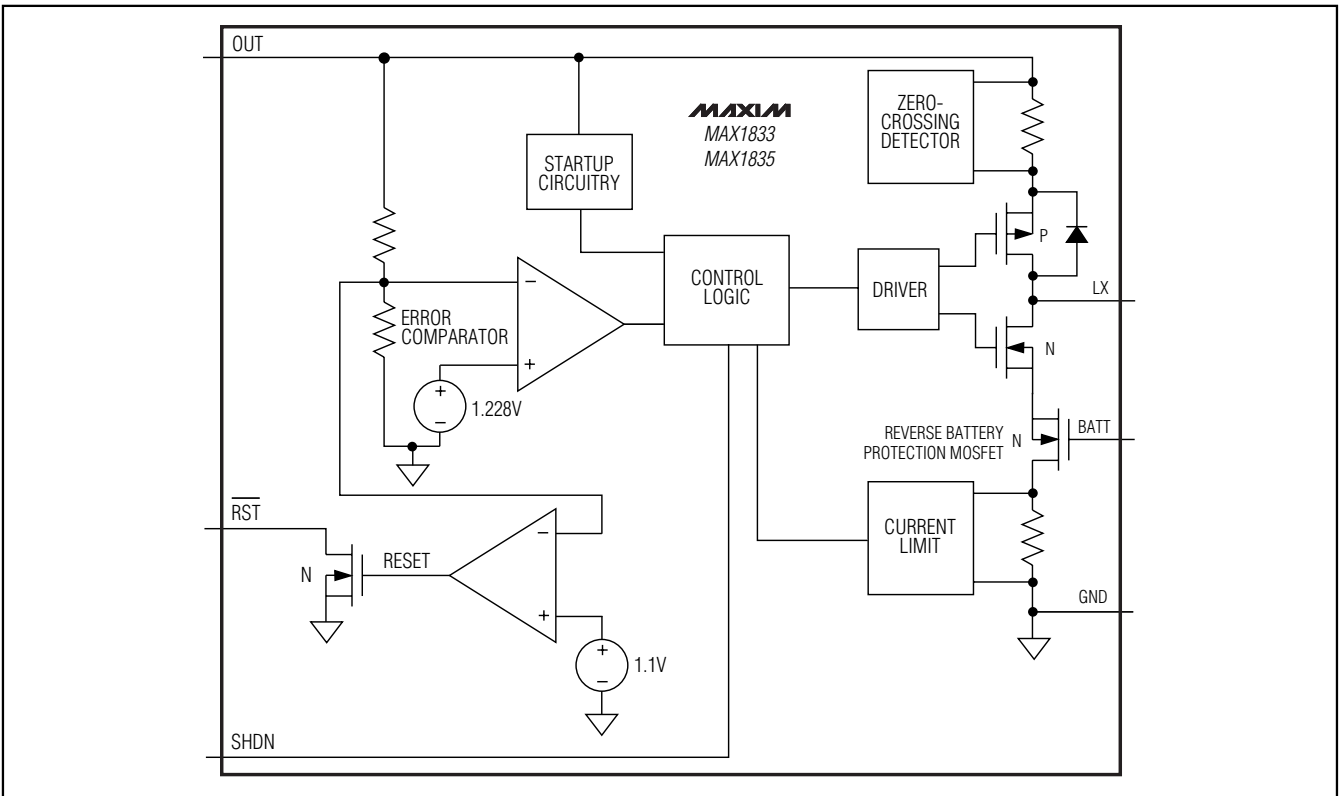 OUT
MAXIM
MAX1833
MAX1835
ZERO-
CROSSING
DETECTOR
STARTUP
CIRCUITRY
P
CONTROL
LOGIC
DRIVER
LX
−
ERROR
COMPARATOR
N
+
+
−
1.228V
REVERSE BATTERY
PROTECTION MOSFET
N
BATT
RST
−
CURRENT
LIMIT
N
RESET
+
GND
+
−
1.1V
SHDN